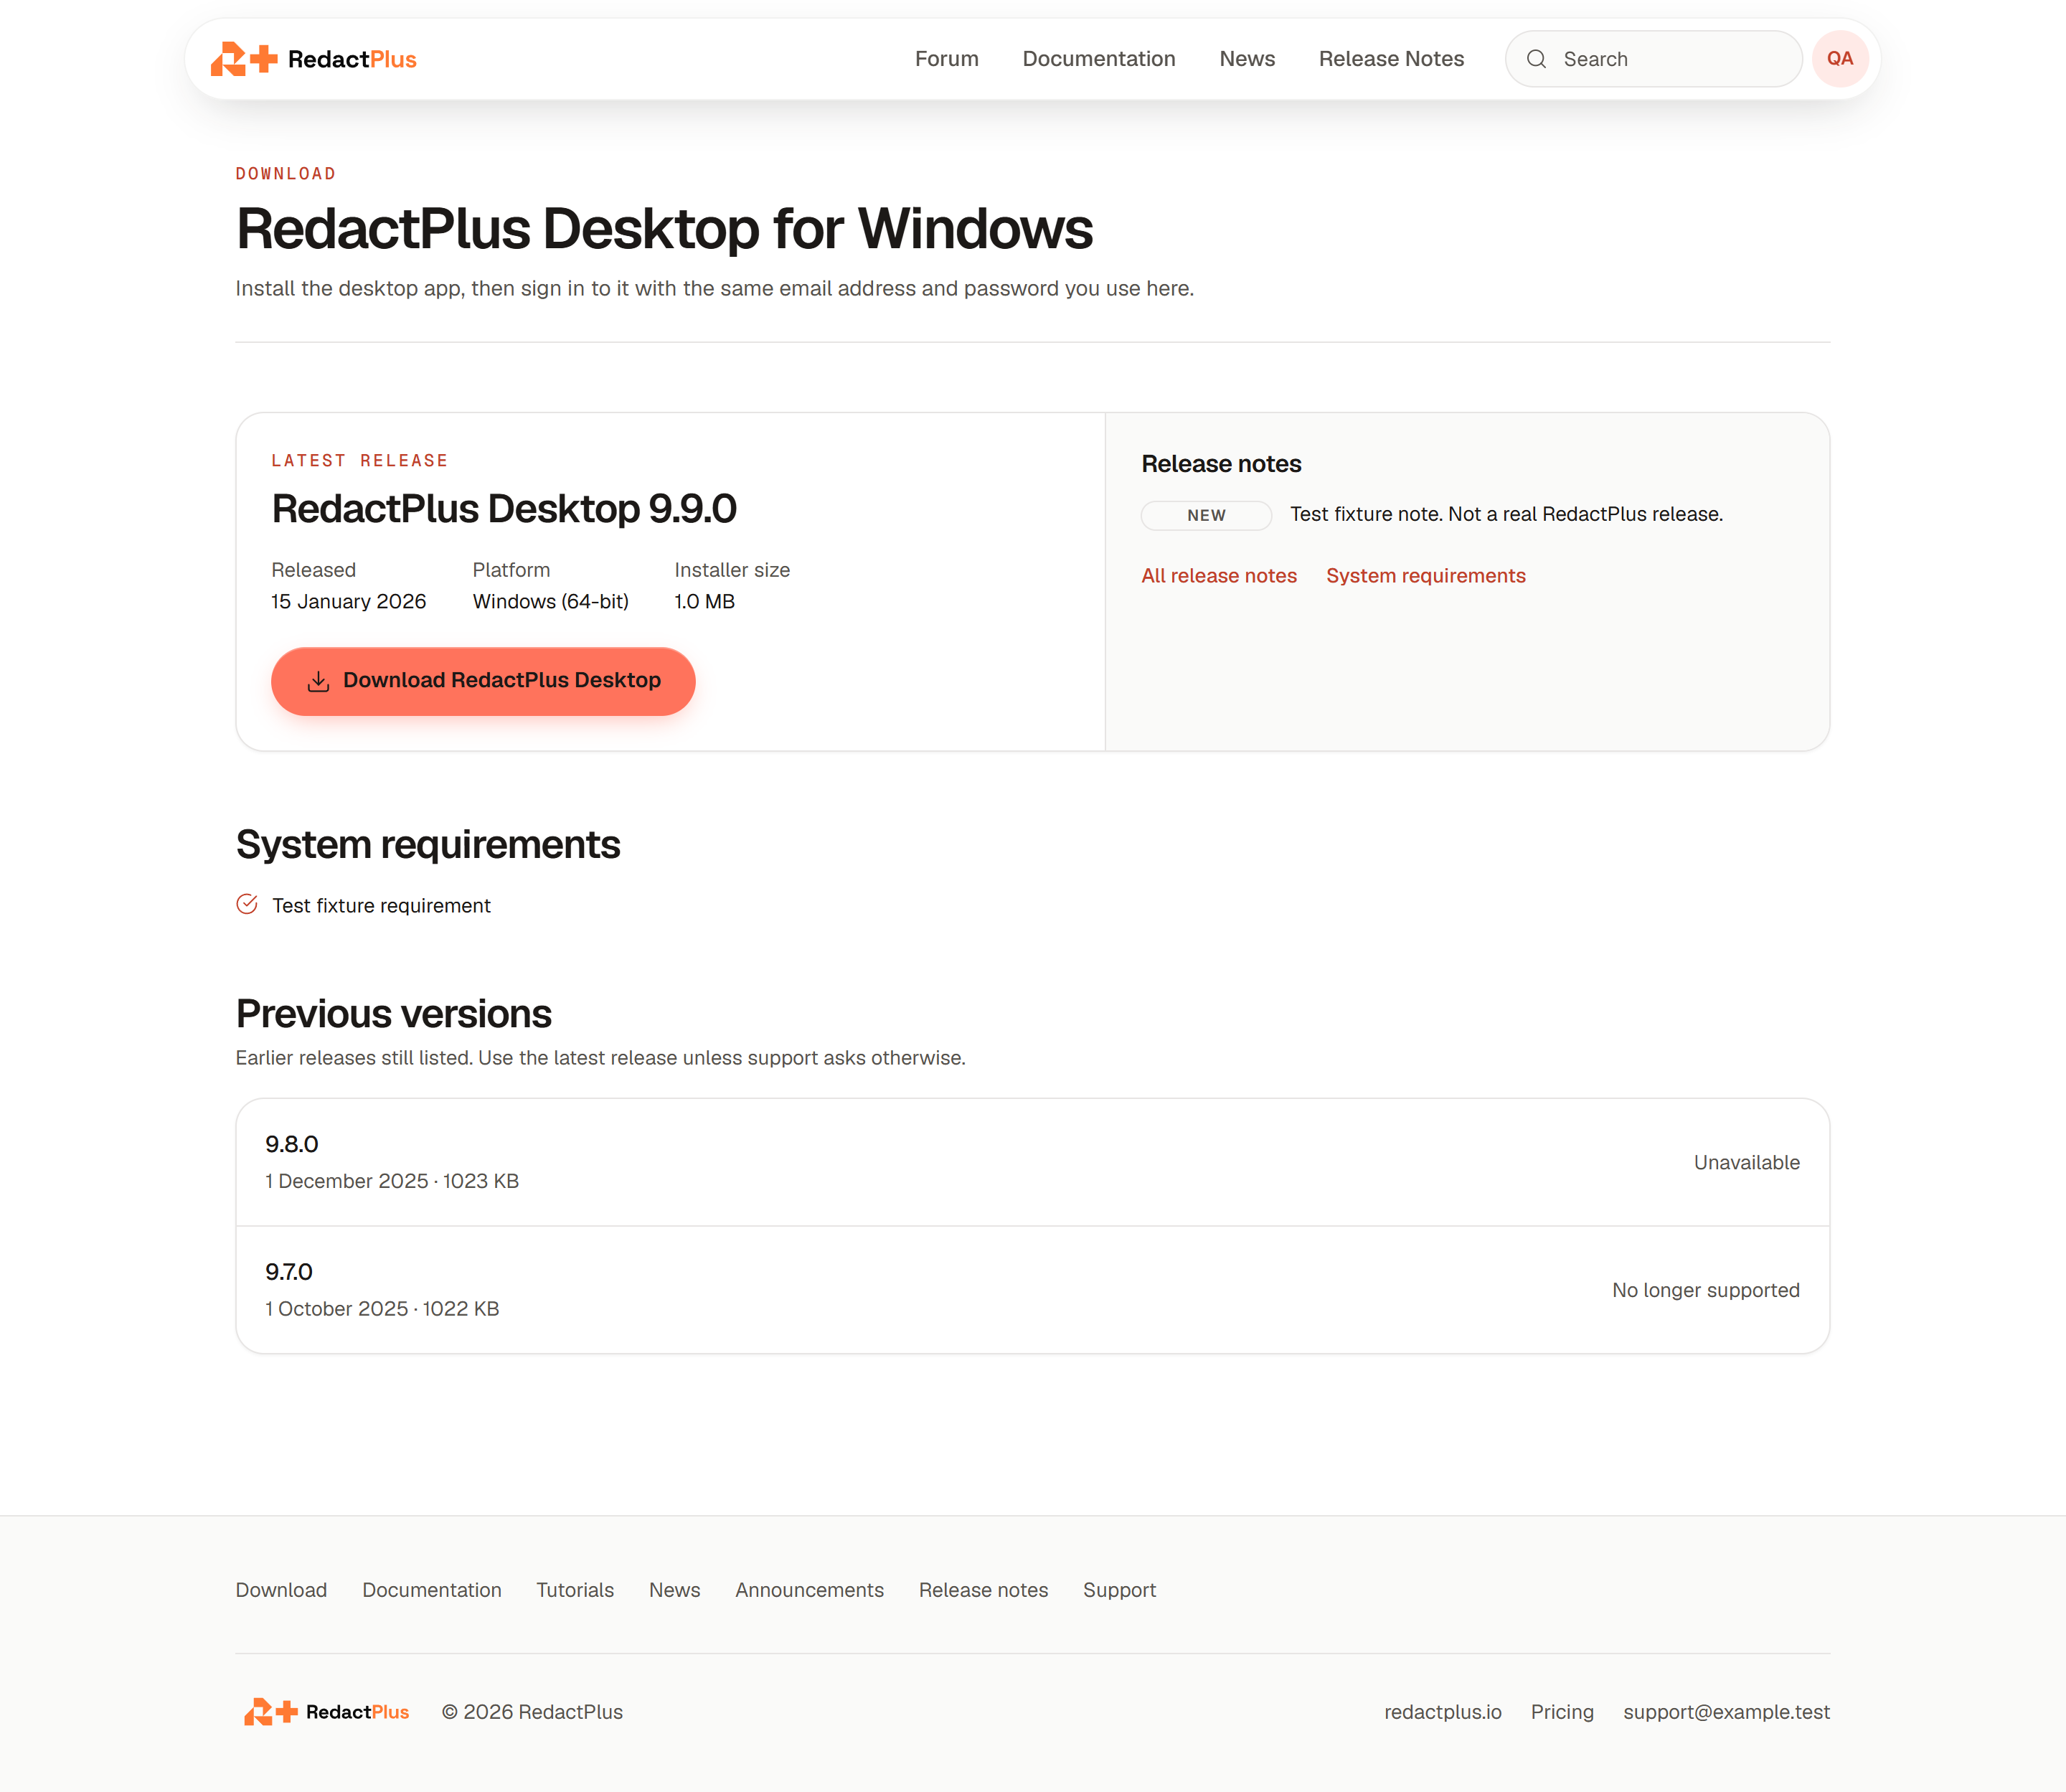 RedactPlus
Forum
Documentation
News
Release Notes
Search
QA
DOWNLOAD
RedactPlus Desktop for Windows
Install the desktop app, then sign in to it with the same email address and password you use here.
LATEST RELEASE
RedactPlus Desktop 9.9.0
Released
15 January 2026
Platform
Windows (64-bit)
Installer size
1.0 MB
Download RedactPlus Desktop
Release notes
NEW
Test fixture note. Not a real RedactPlus release.
All release notes
System requirements
System requirements
Test fixture requirement
Previous versions
Earlier releases still listed. Use the latest release unless support asks otherwise.
9.8.0
1 December 2025 · 1023 KB
Unavailable
9.7.0
1 October 2025 · 1022 KB
No longer supported
Download
Documentation
Tutorials
News
Announcements
Release notes
Support
RedactPlus
© 2026 RedactPlus
redactplus.io
Pricing
support@example.test